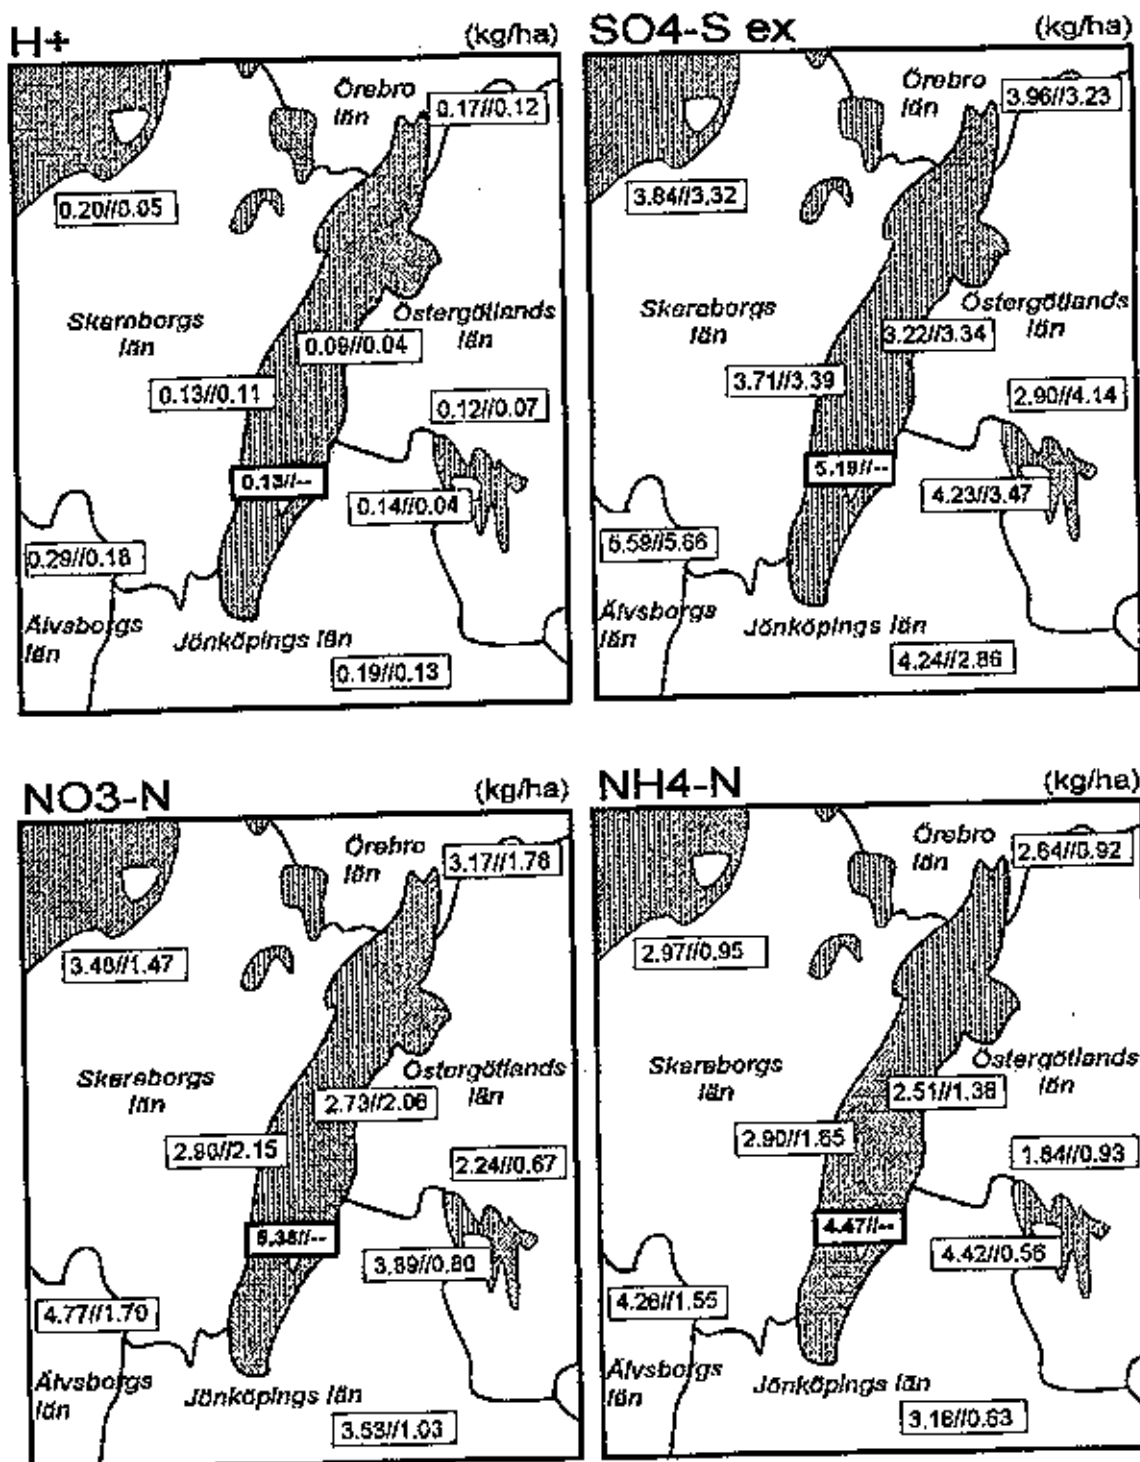 H+ (kg/ha)
Örebro
län
0.17//0.12
0.20//0.05
Skaraborgs
län
Östergötlands
län
0.09//0.04
0.13//0.11
0.12//0.07
0.13//--
0.14//0.04
0.29//0.18
Älvsborgs
län
Jönköpings län
0.19//0.13
SO4-S ex (kg/ha)
Örebro
län
3.96//3.23
3.84//3.32
Skaraborgs
län
Östergötlands
län
3.22//3.34
3.71//3.39
2.90//4.14
5.19//--
4.23//3.47
Älvsborgs
län
Jönköpings län
4.24//2.86
NO3-N (kg/ha)
Örebro
län
3.17//1.78
3.48//1.47
Skaraborgs
län
Östergötlands
län
2.73//2.06
2.90//2.15
2.24//0.67
3.89//0.80
4.77//1.70
Älvsborgs
län
Jönköpings län
3.53//1.03
NH4-N (kg/ha)
Örebro
län
2.64//0.92
2.97//0.95
Skaraborgs
län
Östergötlands
län
2.51//1.38
2.90//1.65
1.84//0.93
4.47//--
4.42//0.56
4.26//1.55
Älvsborgs
län
Jönköpings län
3.16//0.63